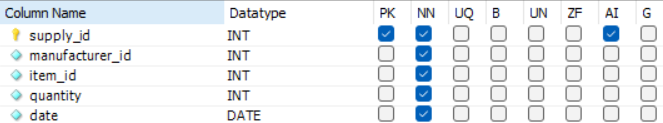 Column Name Datatype PK NN UQ B UN ZF AI G
supply_id INT
manufacturer_id INT
item_id INT
quantity INT
date DATE